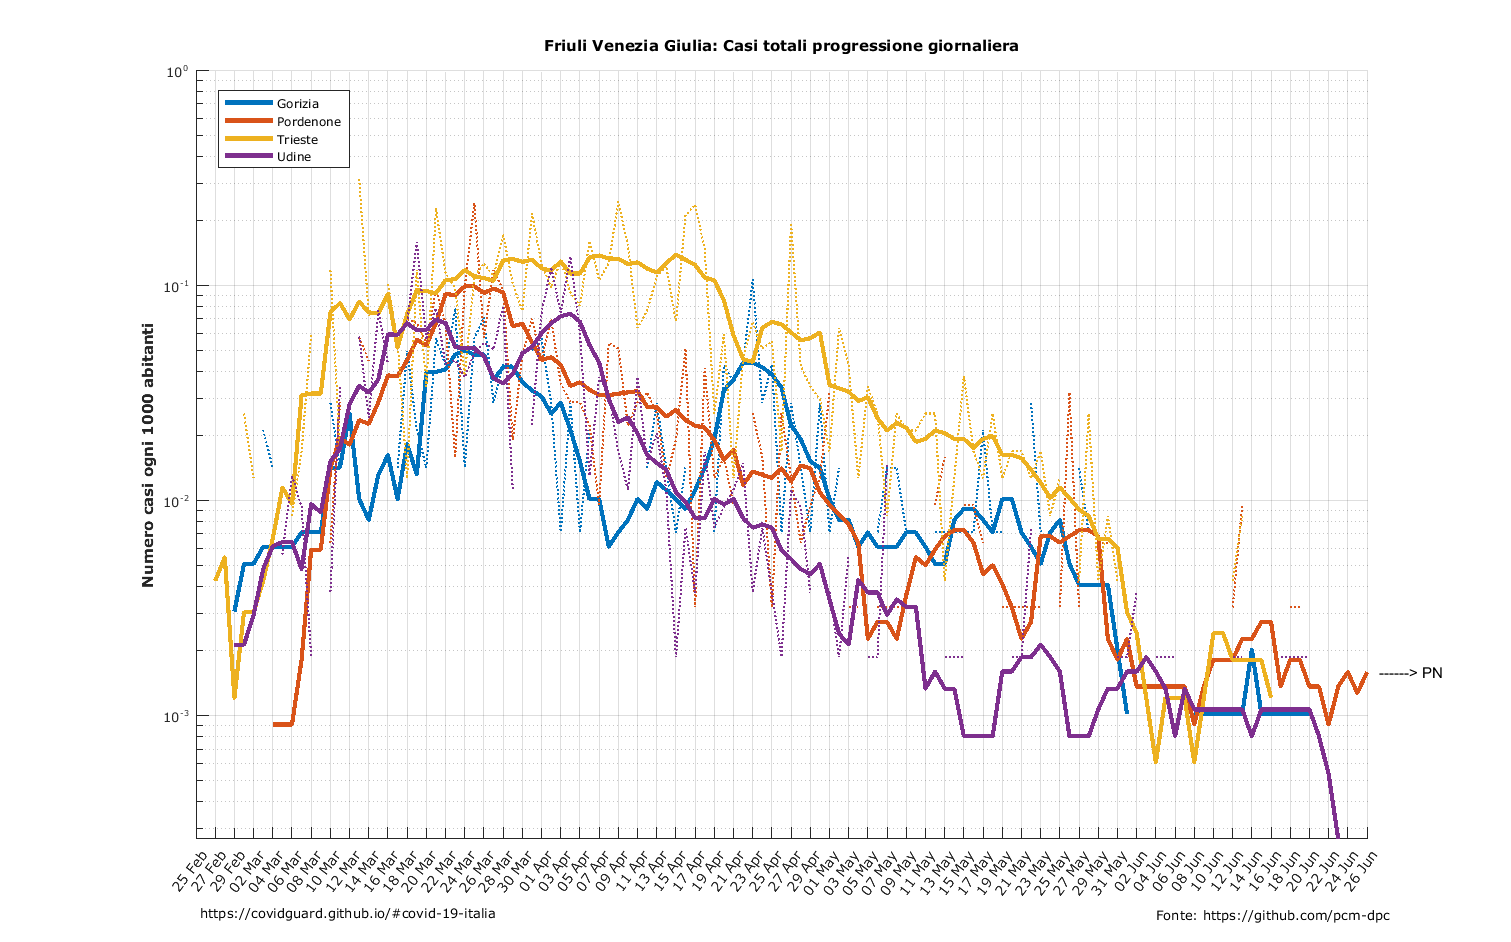 Friuli Venezia Giulia: Casi totali progressione giornaliera
Numero casi ogni 1000 abitanti
10⁰
10⁻¹
10⁻²
10⁻³
Gorizia
Pordenone
Trieste
Udine
------> PN
25 Feb
27 Feb
29 Feb
02 Mar
04 Mar
06 Mar
08 Mar
10 Mar
12 Mar
14 Mar
16 Mar
18 Mar
20 Mar
22 Mar
24 Mar
26 Mar
28 Mar
30 Mar
01 Apr
03 Apr
05 Apr
07 Apr
09 Apr
11 Apr
13 Apr
15 Apr
17 Apr
19 Apr
21 Apr
23 Apr
25 Apr
27 Apr
29 Apr
01 May
03 May
05 May
07 May
09 May
11 May
13 May
15 May
17 May
19 May
21 May
23 May
25 May
27 May
29 May
31 May
02 Jun
04 Jun
06 Jun
08 Jun
10 Jun
12 Jun
14 Jun
16 Jun
18 Jun
20 Jun
22 Jun
24 Jun
26 Jun
https://covidguard.github.io/#covid-19-italia
Fonte: https://github.com/pcm-dpc